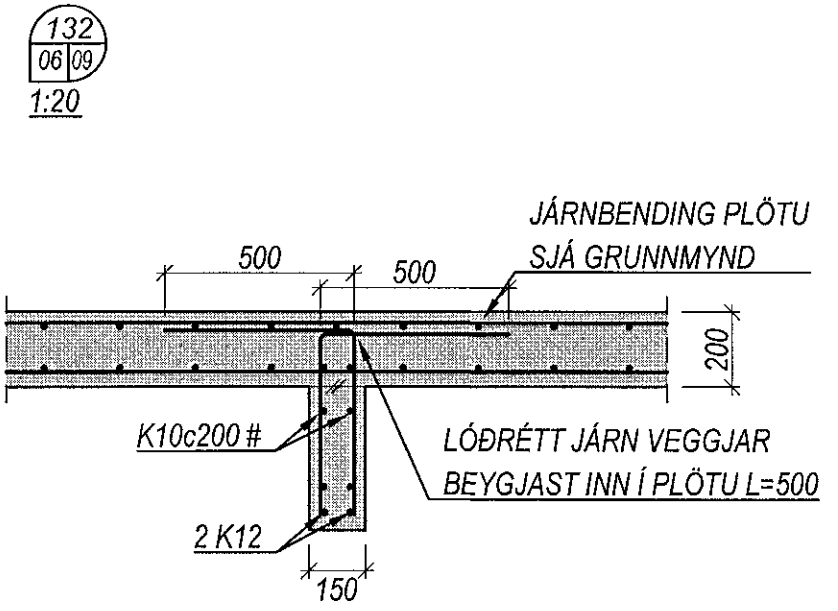 132
06 09
1:20
JÁRNBENDING PLÖTU
SJÁ GRUNNMYND
500
500
200
K10c200 #
LÓÐRÉTT JÁRN VEGGJAR
BEYGJAST INN Í PLÖTU L=500
2 K12
150